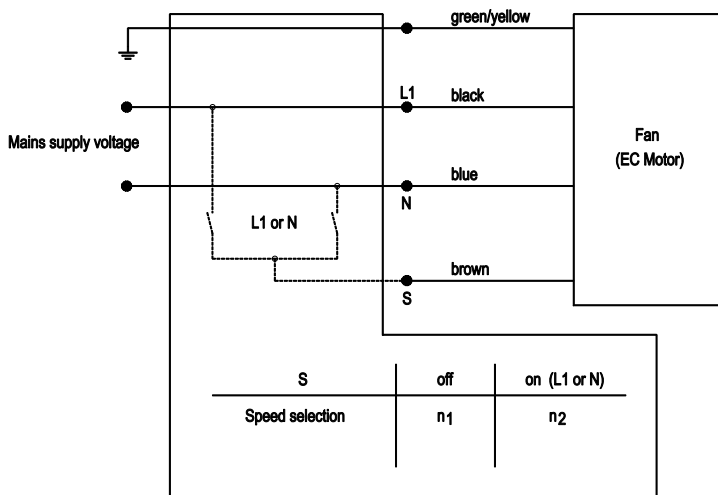 green/yellow
L1
black
Mains supply voltage
Fan
(EC Motor)
blue
N
L1 or N
brown
S
S off on (L1 or N)
Speed selection n1 n2